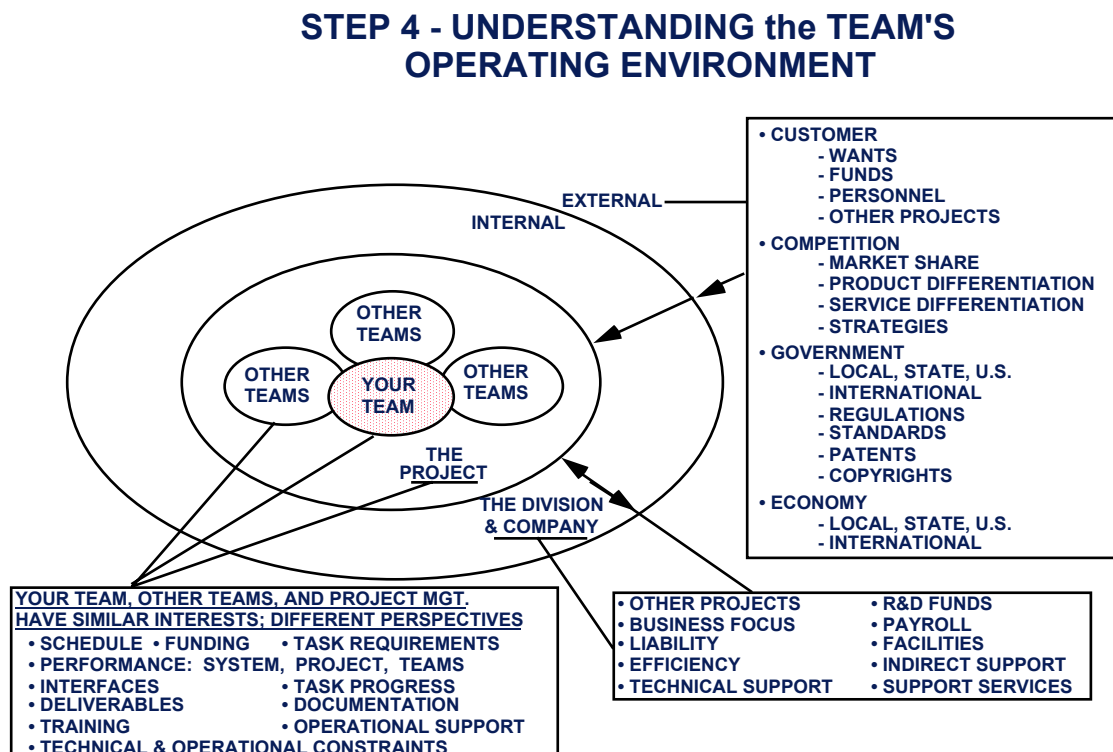 STEP 4 - UNDERSTANDING the TEAM'S
OPERATING ENVIRONMENT
EXTERNAL
INTERNAL
OTHER
TEAMS
OTHER
TEAMS
YOUR
TEAM
OTHER
TEAMS
THE
PROJECT
THE DIVISION
& COMPANY
• CUSTOMER
- WANTS
- FUNDS
- PERSONNEL
- OTHER PROJECTS
• COMPETITION
- MARKET SHARE
- PRODUCT DIFFERENTIATION
- SERVICE DIFFERENTIATION
- STRATEGIES
• GOVERNMENT
- LOCAL, STATE, U.S.
- INTERNATIONAL
- REGULATIONS
- STANDARDS
- PATENTS
- COPYRIGHTS
• ECONOMY
- LOCAL, STATE, U.S.
- INTERNATIONAL
YOUR TEAM, OTHER TEAMS, AND PROJECT MGT.
HAVE SIMILAR INTERESTS; DIFFERENT PERSPECTIVES
• SCHEDULE • FUNDING • TASK REQUIREMENTS
• PERFORMANCE: SYSTEM, PROJECT, TEAMS
• INTERFACES • TASK PROGRESS
• DELIVERABLES • DOCUMENTATION
• TRAINING • OPERATIONAL SUPPORT
• TECHNICAL & OPERATIONAL CONSTRAINTS
• OTHER PROJECTS • R&D FUNDS
• BUSINESS FOCUS • PAYROLL
• LIABILITY • FACILITIES
• EFFICIENCY • INDIRECT SUPPORT
• TECHNICAL SUPPORT • SUPPORT SERVICES